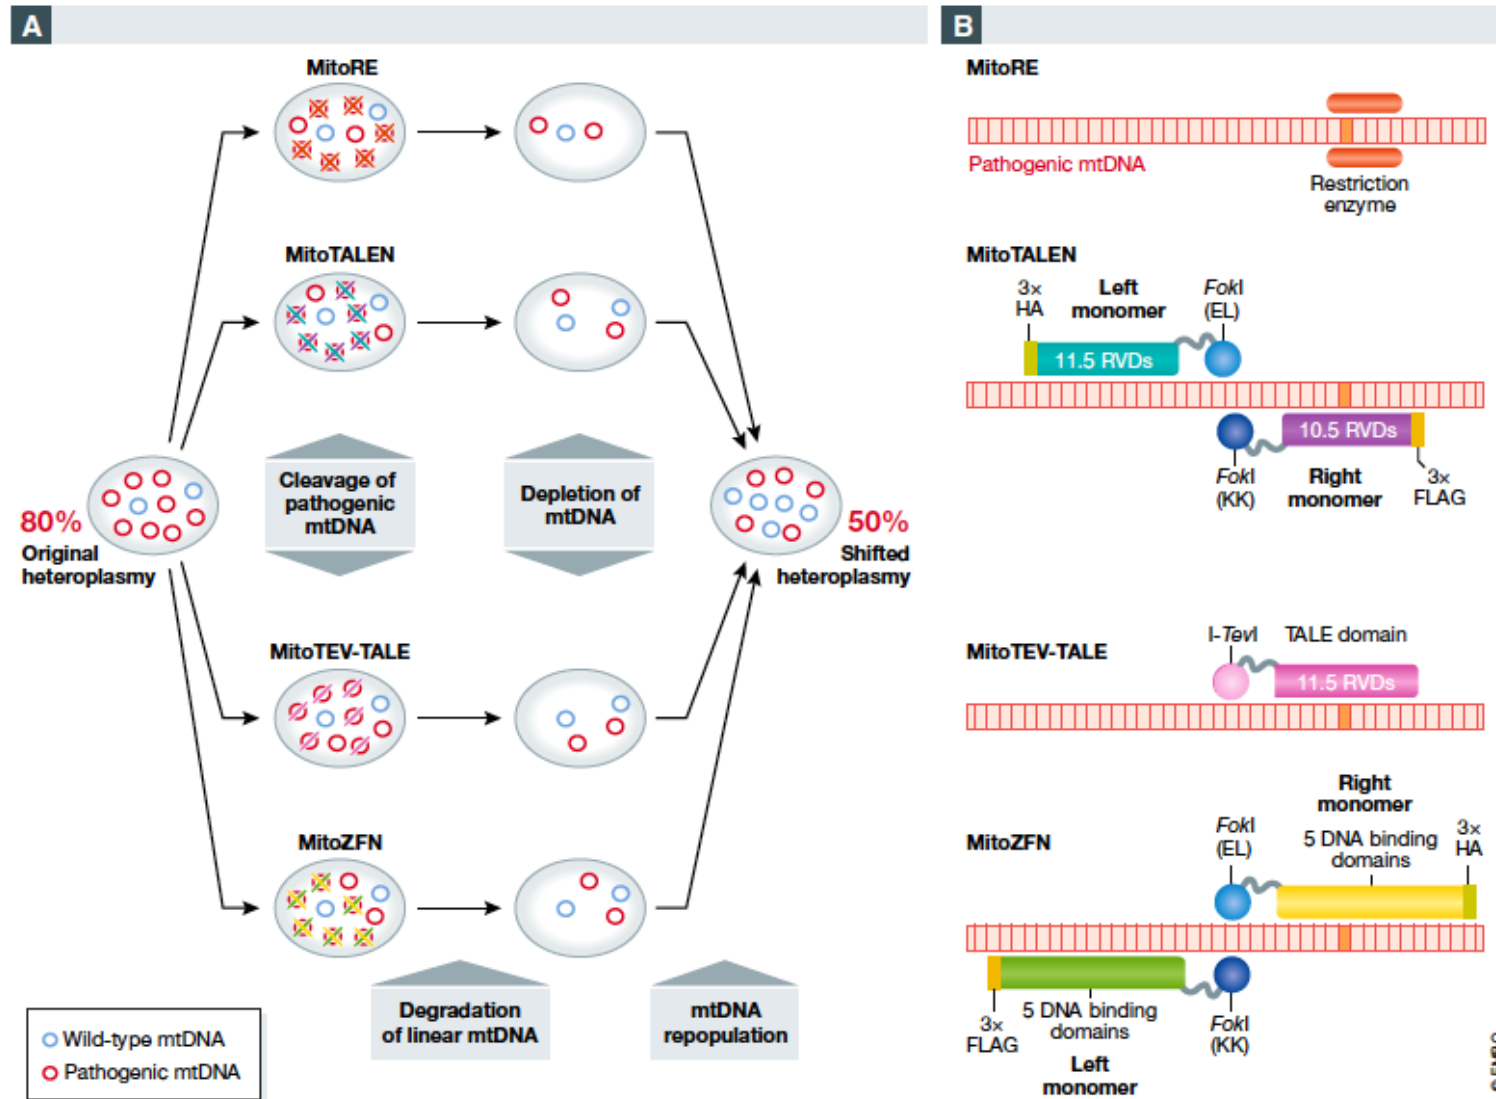 A
MitoRE
MitoTALEN
80%
Original
heteroplasmy
Cleavage of
pathogenic
mtDNA
Depletion of
mtDNA
50%
Shifted
heteroplasmy
MitoTEV-TALE
MitoZFN
Degradation
of linear mtDNA
mtDNA
repopulation
Wild-type mtDNA
Pathogenic mtDNA
B
MitoRE
Pathogenic mtDNA
Restriction
enzyme
MitoTALEN
3×
HA
Left
monomer
FokI
(EL)
11.5 RVDs
10.5 RVDs
FokI
(KK)
Right
monomer
3×
FLAG
MitoTEV-TALE
I-TevI
TALE domain
11.5 RVDs
MitoZFN
Right
monomer
FokI
(EL)
5 DNA binding
domains
3×
HA
3×
FLAG
5 DNA binding
domains
Left
monomer
FokI
(KK)